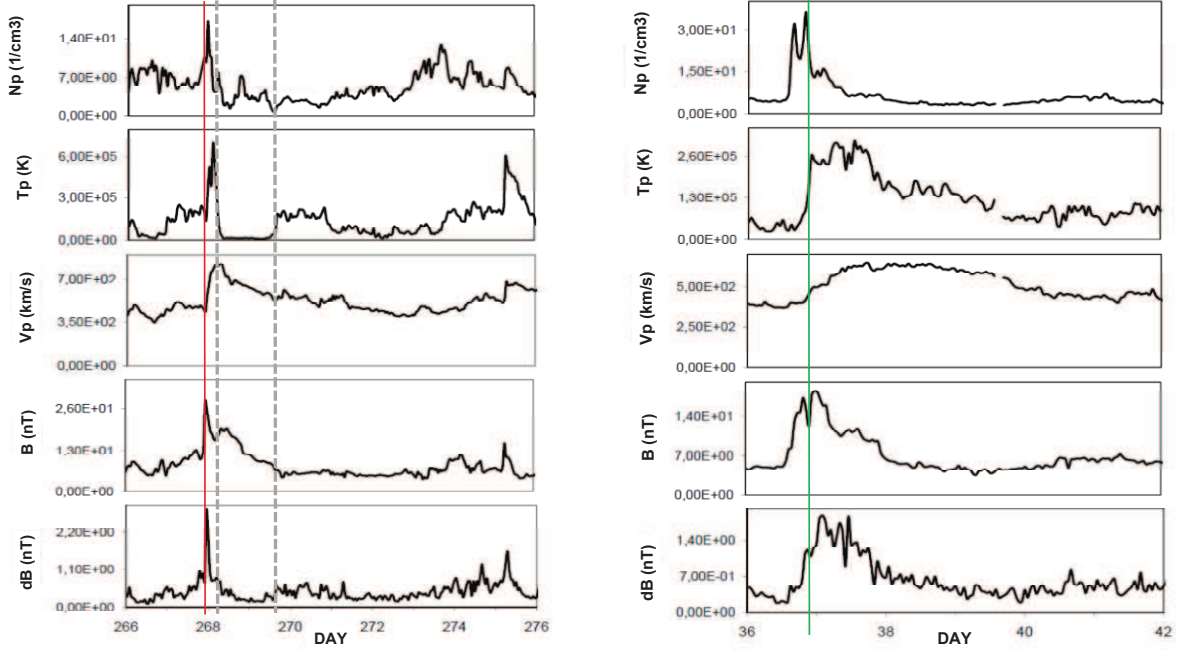 Np (1/cm3)
1,40E+01
7,00E+00
0,00E+00
Tp (K)
6,00E+05
3,00E+05
0,00E+00
Vp (km/s)
7,00E+02
3,50E+02
0,00E+00
B (nT)
2,60E+01
1,30E+01
0,00E+00
dB (nT)
2,20E+00
1,10E+00
0,00E+00
266 268 270 272 274 276
DAY
Np (1/cm3)
3,00E+01
1,50E+01
0,00E+00
Tp (K)
2,60E+05
1,30E+05
0,00E+00
Vp (km/s)
5,00E+02
2,50E+02
0,00E+00
B (nT)
1,40E+01
7,00E+00
0,00E+00
dB (nT)
1,40E+00
7,00E-01
0,00E+00
36 38 40 42
DAY